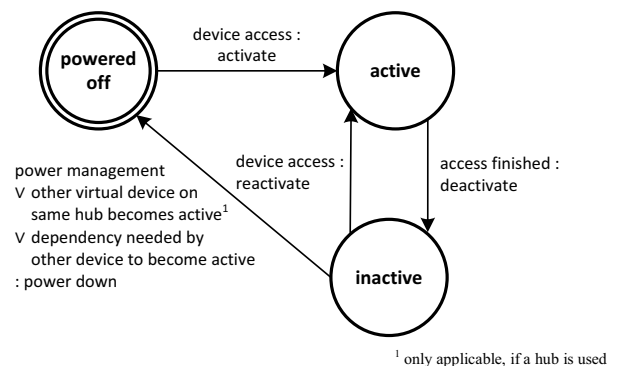 device access :
activate
powered
off
active
power management
∨ other virtual device on
same hub becomes active¹
∨ dependency needed by
other device to become active
: power down
device access :
reactivate
access finished :
deactivate
inactive
¹ only applicable, if a hub is used